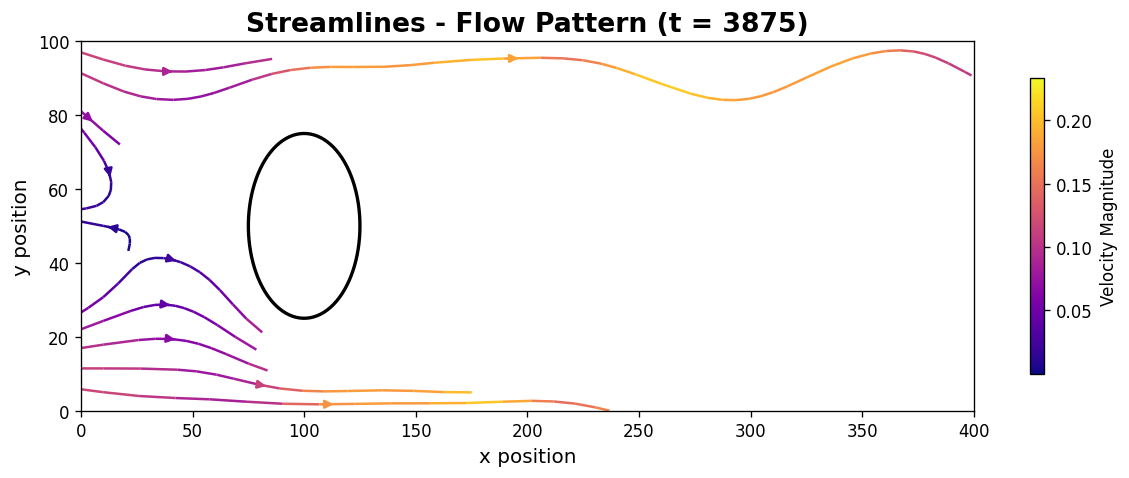 Streamlines - Flow Pattern (t = 3875)
100
80
60
40
20
0
y position
0 50 100 150 200 250 300 350 400
x position
0.20
0.15
0.10
0.05
Velocity Magnitude